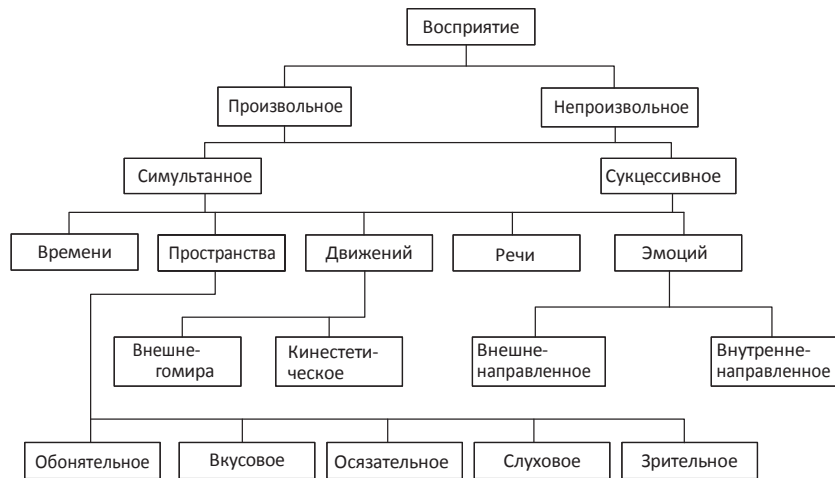 Восприятие
Произвольное
Непроизвольное
Симультанное
Сукцессивное
Времени
Пространства
Движений
Речи
Эмоций
Внешне-
гомира
Кинестети-
ческое
Внешне-
направленное
Внутренне-
направленное
Обонятельное
Вкусовое
Осязательное
Слуховое
Зрительное